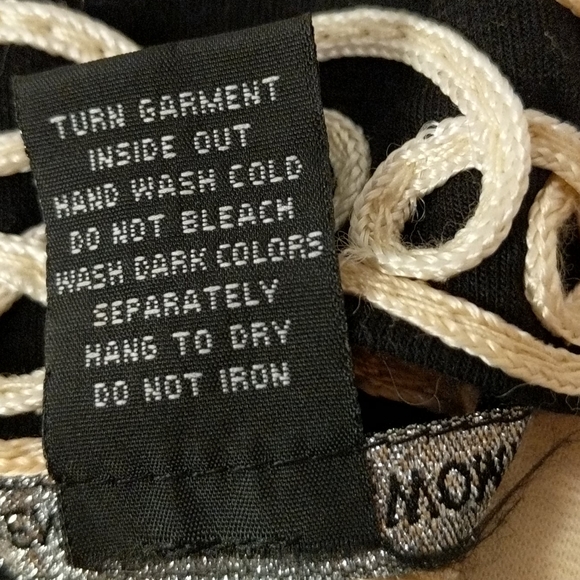 TURN GARMENT
INSIDE OUT
HAND WASH COLD
DO NOT BLEACH
WASH DARK COLORS
SEPARATELY
HANG TO DRY
DO NOT IRON